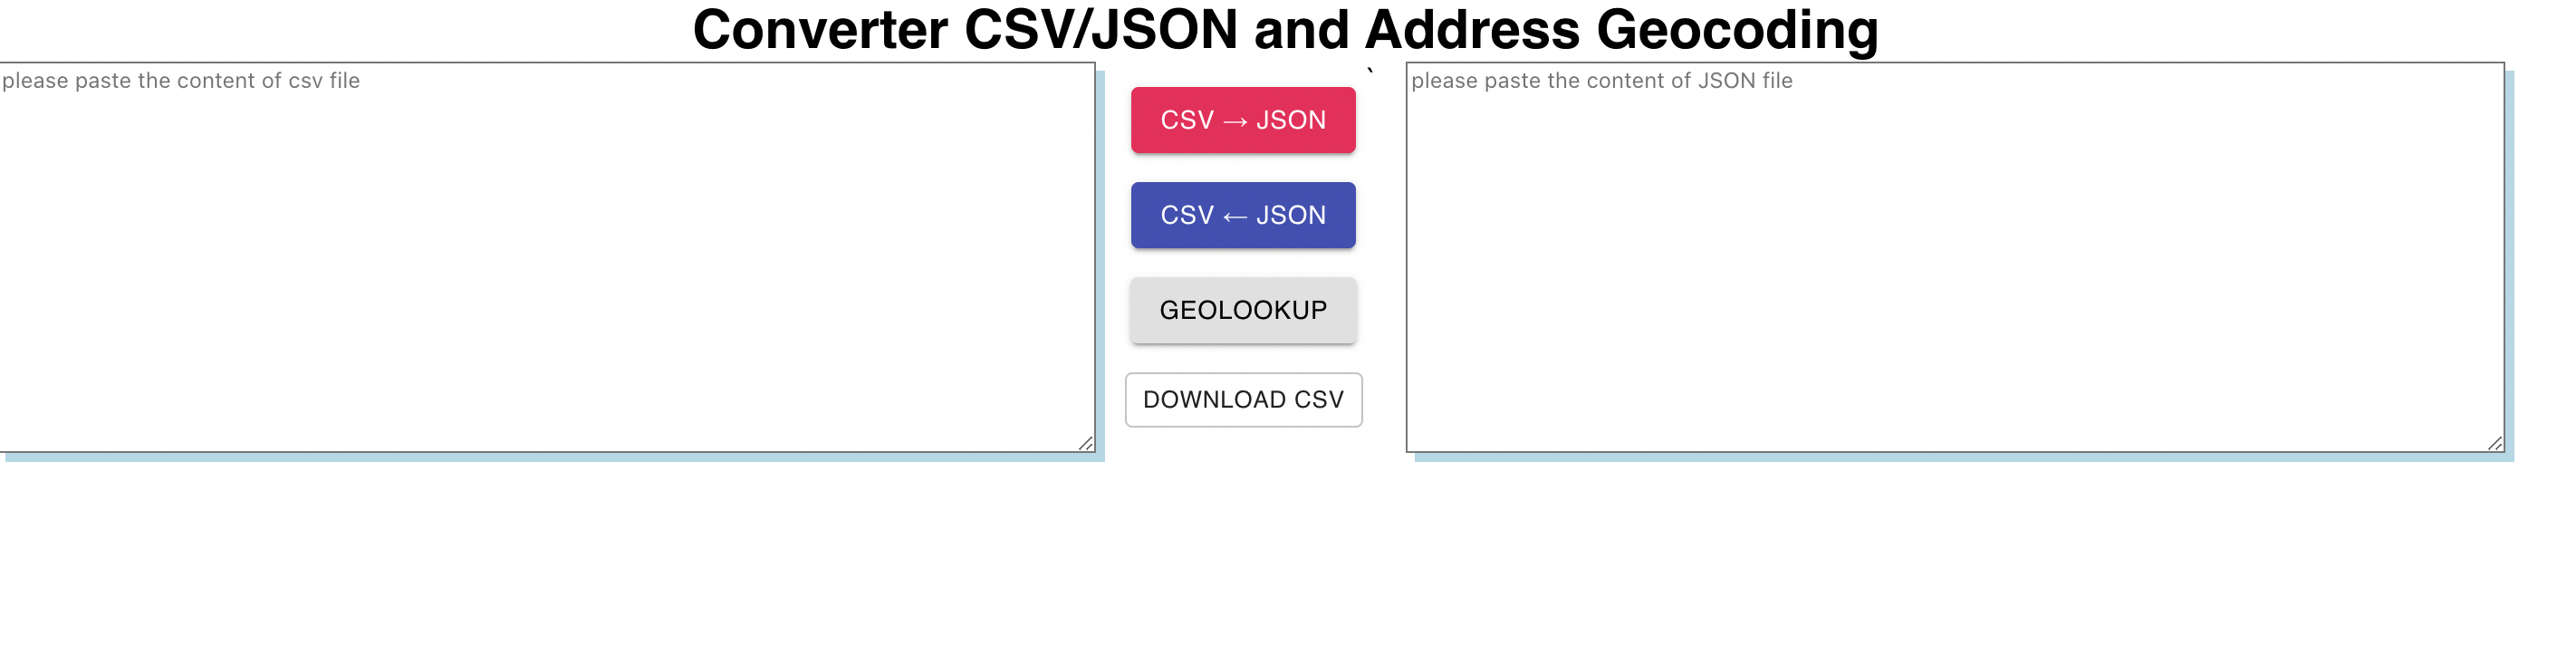 Converter CSV/JSON and Address Geocoding
please paste the content of csv file
`
CSV → JSON
CSV ← JSON
GEOLOOKUP
DOWNLOAD CSV
please paste the content of JSON file